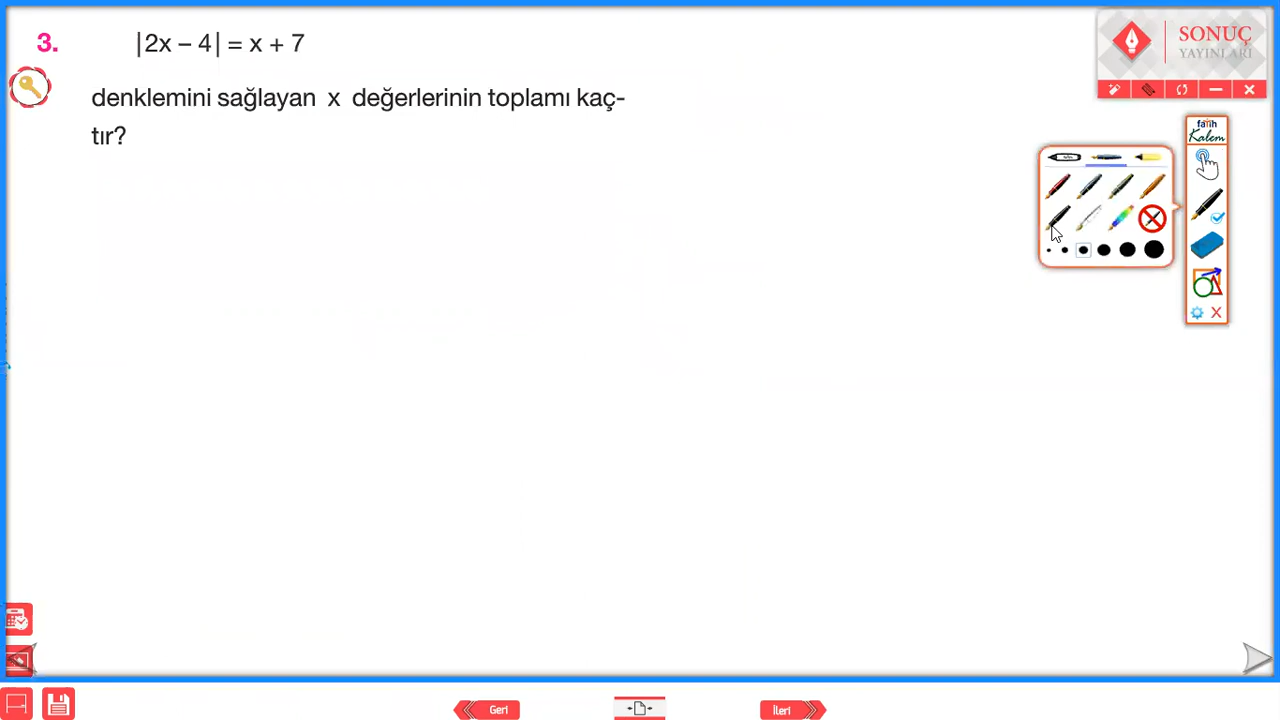 3. |2x – 4| = x + 7
denklemini sağlayan x değerlerinin toplamı kaç-
tır?
SONUÇ
YAYINLARI
fatih
Kalem
Geri
İleri